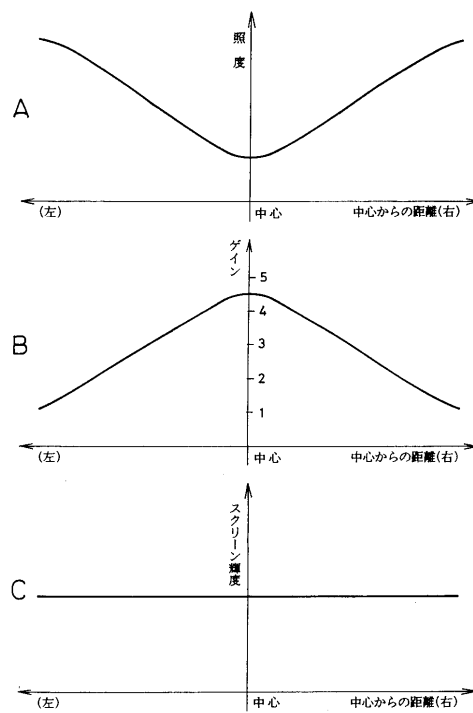 照度
A
(左) 中心 中心からの距離(右)
ゲイン
5
4
B
3
2
1
(左) 中心 中心からの距離(右)
スクリーン輝度
C
(左) 中心 中心からの距離(右)